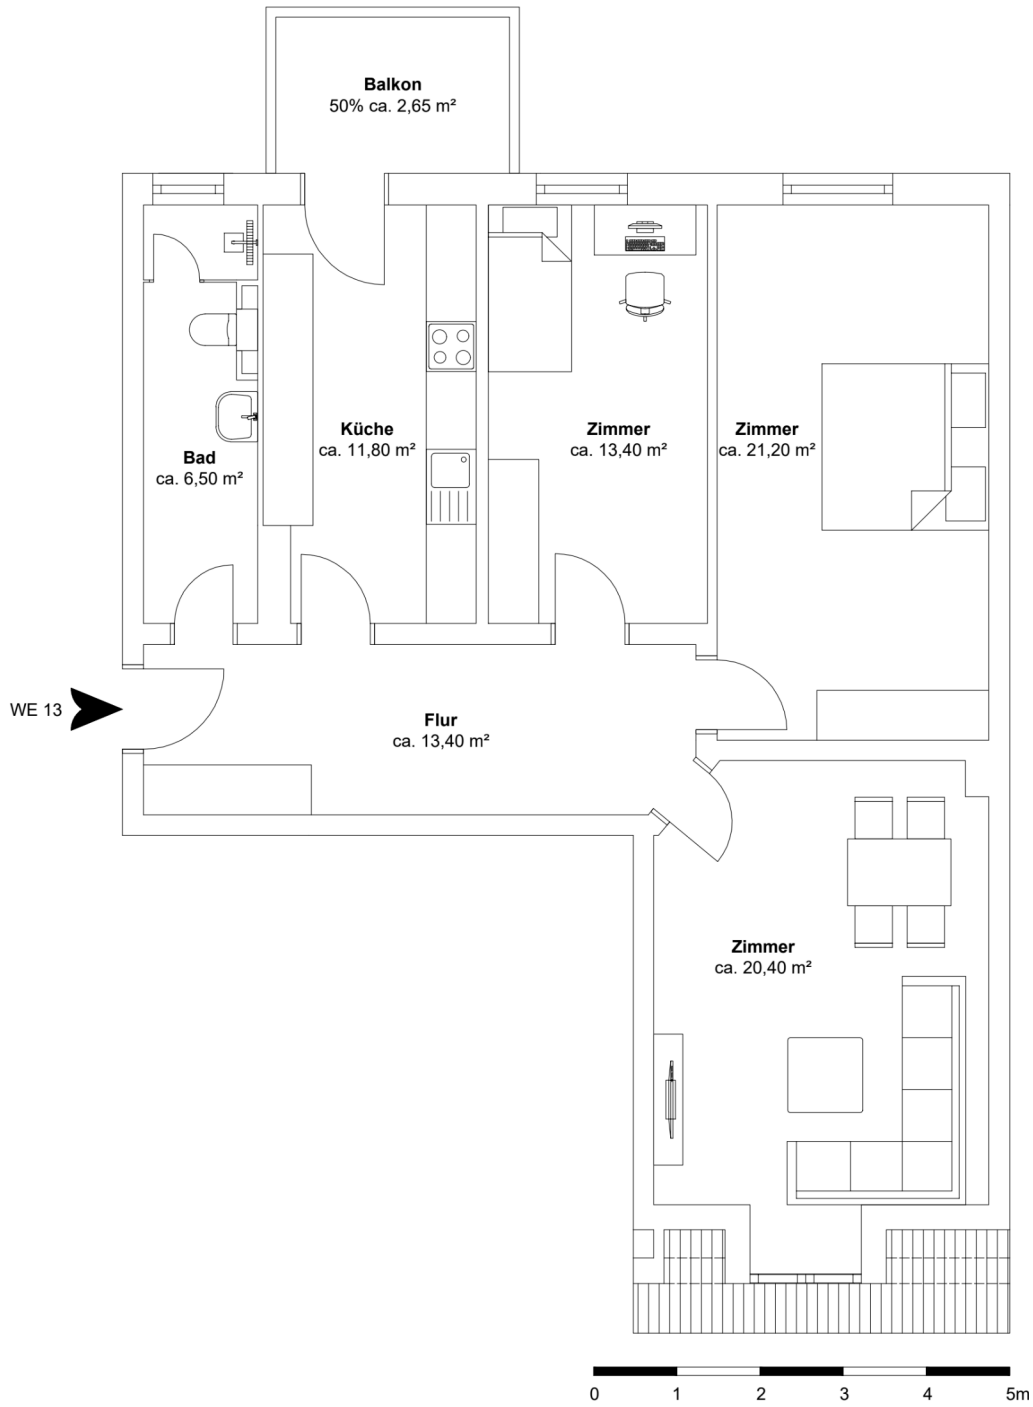 Balkon
50% ca. 2,65 m²
Küche
ca. 11,80 m²
Zimmer
ca. 13,40 m²
Zimmer
ca. 21,20 m²
Bad
ca. 6,50 m²
WE 13
Flur
ca. 13,40 m²
Zimmer
ca. 20,40 m²
0 1 2 3 4 5m